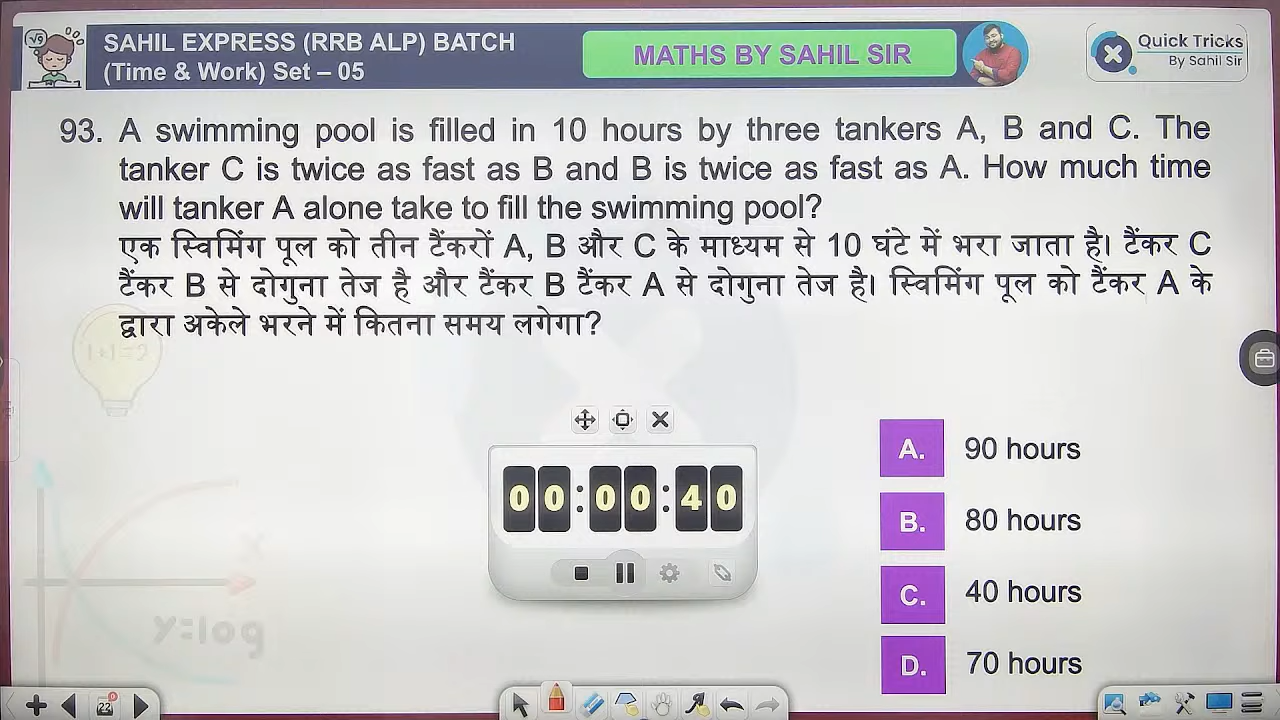 SAHIL EXPRESS (RRB ALP) BATCH
(Time & Work) Set – 05
MATHS BY SAHIL SIR
Quick Tricks
By Sahil Sir
93. A swimming pool is filled in 10 hours by three tankers A, B and C. The
tanker C is twice as fast as B and B is twice as fast as A. How much time
will tanker A alone take to fill the swimming pool?
एक स्विमिंग पूल को तीन टैंकरों A, B और C के माध्यम से 10 घंटे में भरा जाता है। टैंकर C
टैंकर B से दोगुना तेज है और टैंकर B टैंकर A से दोगुना तेज है। स्विमिंग पूल को टैंकर A के
द्वारा अकेले भरने में कितना समय लगेगा?
1+1=2
00:00:40
A. 90 hours
B. 80 hours
C. 40 hours
D. 70 hours
y=log
22